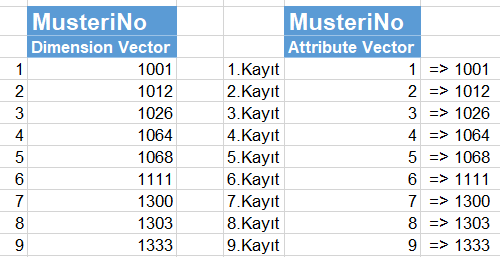 MusteriNo MusteriNo
Dimension Vector Attribute Vector
1 1001 1.Kayıt 1 => 1001
2 1012 2.Kayıt 2 => 1012
3 1026 3.Kayıt 3 => 1026
4 1064 4.Kayıt 4 => 1064
5 1068 5.Kayıt 5 => 1068
6 1111 6.Kayıt 6 => 1111
7 1300 7.Kayıt 7 => 1300
8 1303 8.Kayıt 8 => 1303
9 1333 9.Kayıt 9 => 1333